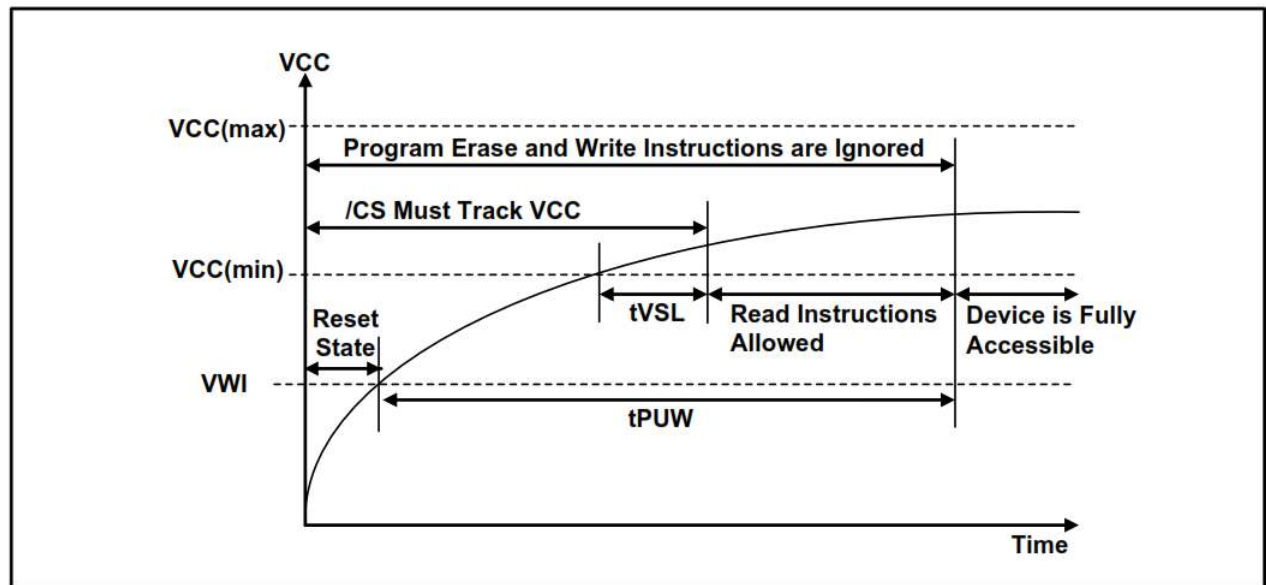 VCC
VCC(max)
Program Erase and Write Instructions are Ignored
/CS Must Track VCC
VCC(min)
tVSL
Read Instructions
Allowed
Device is Fully
Accessible
Reset
State
VWI
tPUW
Time